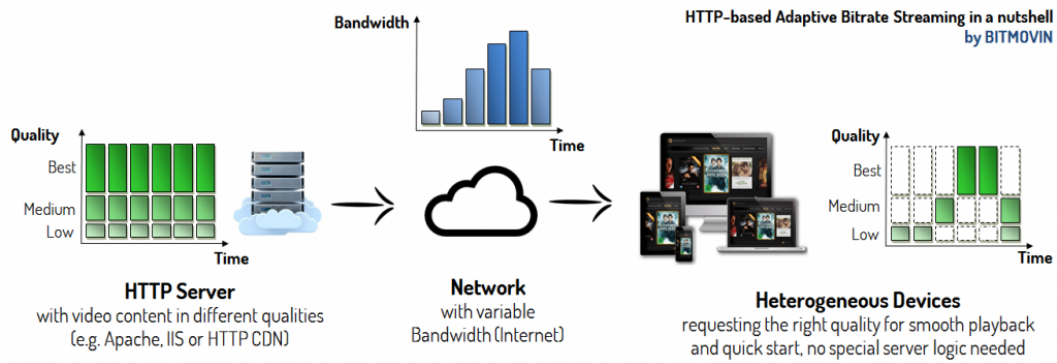 HTTP-based Adaptive Bitrate Streaming in a nutshell
by BITMOVIN
Bandwidth
Time
Quality
Best
Medium
Low
Time
Quality
Best
Medium
Low
Time
HTTP Server
with video content in different qualities
(e.g. Apache, IIS or HTTP CDN)
Network
with variable
Bandwidth (Internet)
Heterogeneous Devices
requesting the right quality for smooth playback
and quick start, no special server logic needed